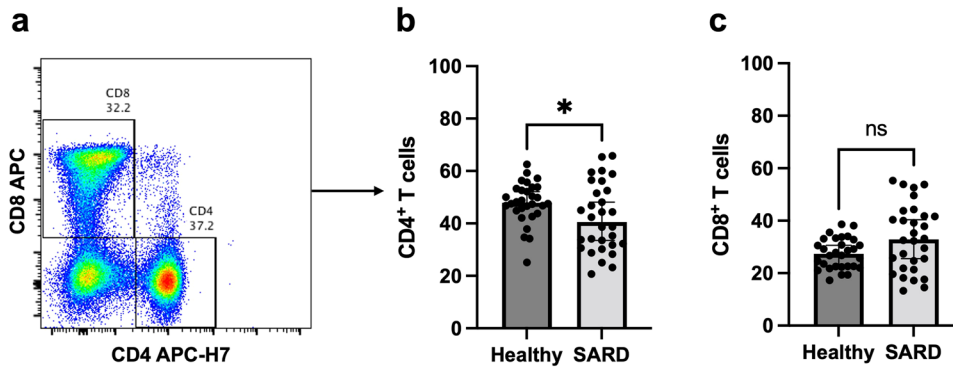 a
CD8
32.2
CD4
37.2
CD8 APC
CD4 APC-H7
b
100
80
60
40
20
0
CD4⁺ T cells
*
Healthy SARD
c
100
80
60
40
20
0
CD8⁺ T cells
ns
Healthy SARD